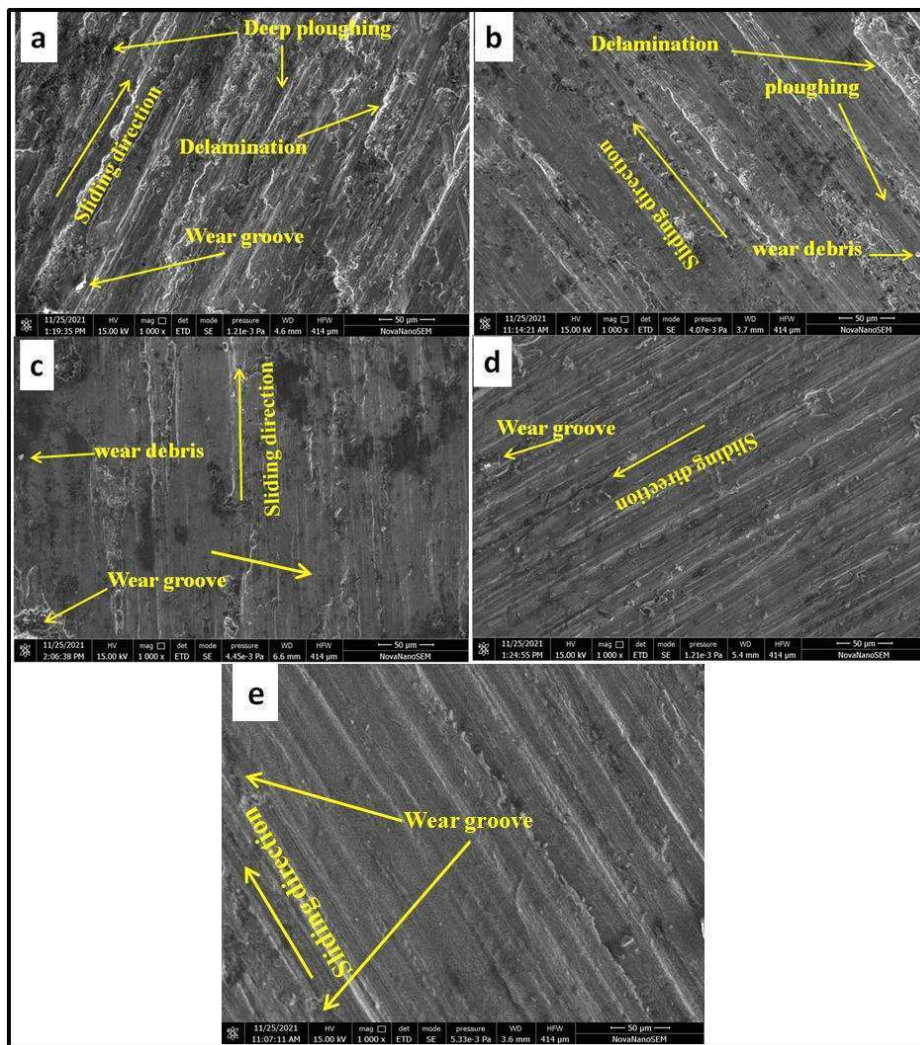 a
Deep ploughing
Sliding direction
Delamination
Wear groove
11/25/2021 HV mag □ det mode pressure WD HFW 50 µm
1:19:35 PM 15.00 kV 1 000 x ETD SE 1.21e-3 Pa 4.6 mm 414 µm NovaNanoSEM
b
Delamination
ploughing
Sliding direction
wear debris
11/25/2021 HV mag □ det mode pressure WD HFW 50 µm
11:14:21 AM 15.00 kV 1 000 x ETD SE 4.07e-3 Pa 3.7 mm 414 µm NovaNanoSEM
c
Sliding direction
wear debris
Wear groove
11/25/2021 HV mag □ det mode pressure WD HFW 50 µm
2:06:38 PM 15.00 kV 1 000 x ETD SE 4.45e-3 Pa 6.6 mm 414 µm NovaNanoSEM
d
Wear groove
Sliding direction
11/25/2021 HV mag □ det mode pressure WD HFW 50 µm
1:24:55 PM 15.00 kV 1 000 x ETD SE 1.21e-3 Pa 5.4 mm 414 µm NovaNanoSEM
e
Wear groove
Sliding direction
11/25/2021 HV mag □ det mode pressure WD HFW 50 µm
11:07:11 AM 15.00 kV 1 000 x ETD SE 5.33e-3 Pa 3.6 mm 414 µm NovaNanoSEM